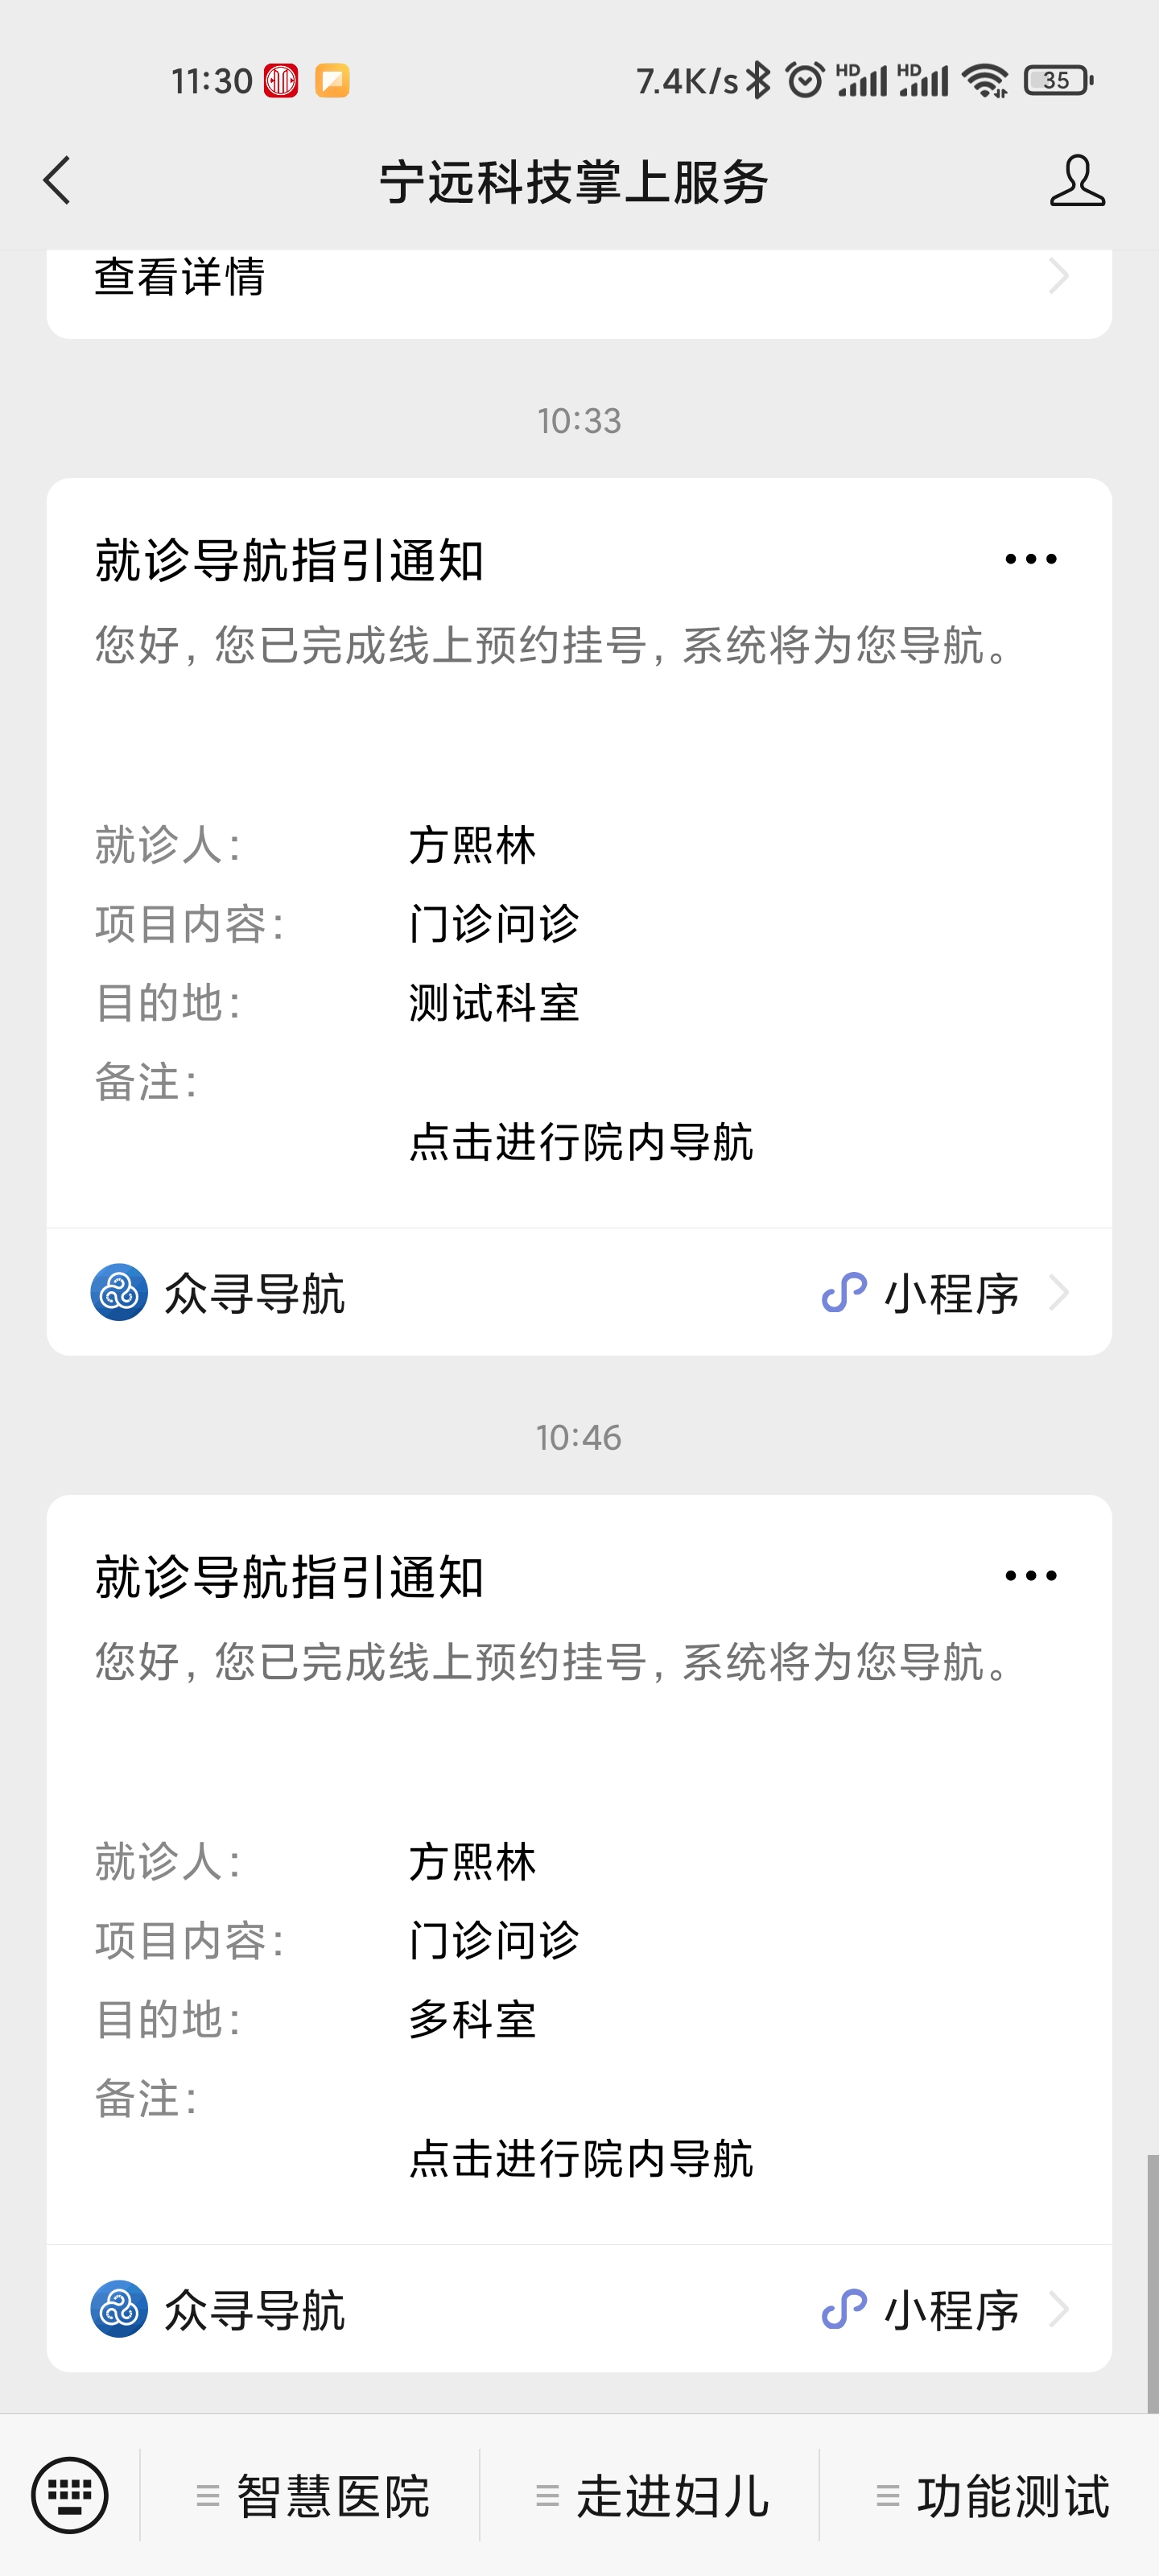 11:30 7.4K/s HD HD 35
宁远科技掌上服务
查看详情
10:33
就诊导航指引通知
您好，您已完成线上预约挂号，系统将为您导航。
就诊人： 方熙林
项目内容： 门诊问诊
目的地： 测试科室
备注：
点击进行院内导航
众寻导航 小程序
10:46
就诊导航指引通知
您好，您已完成线上预约挂号，系统将为您导航。
就诊人： 方熙林
项目内容： 门诊问诊
目的地： 多科室
备注：
点击进行院内导航
众寻导航 小程序
智慧医院 走进妇儿 功能测试